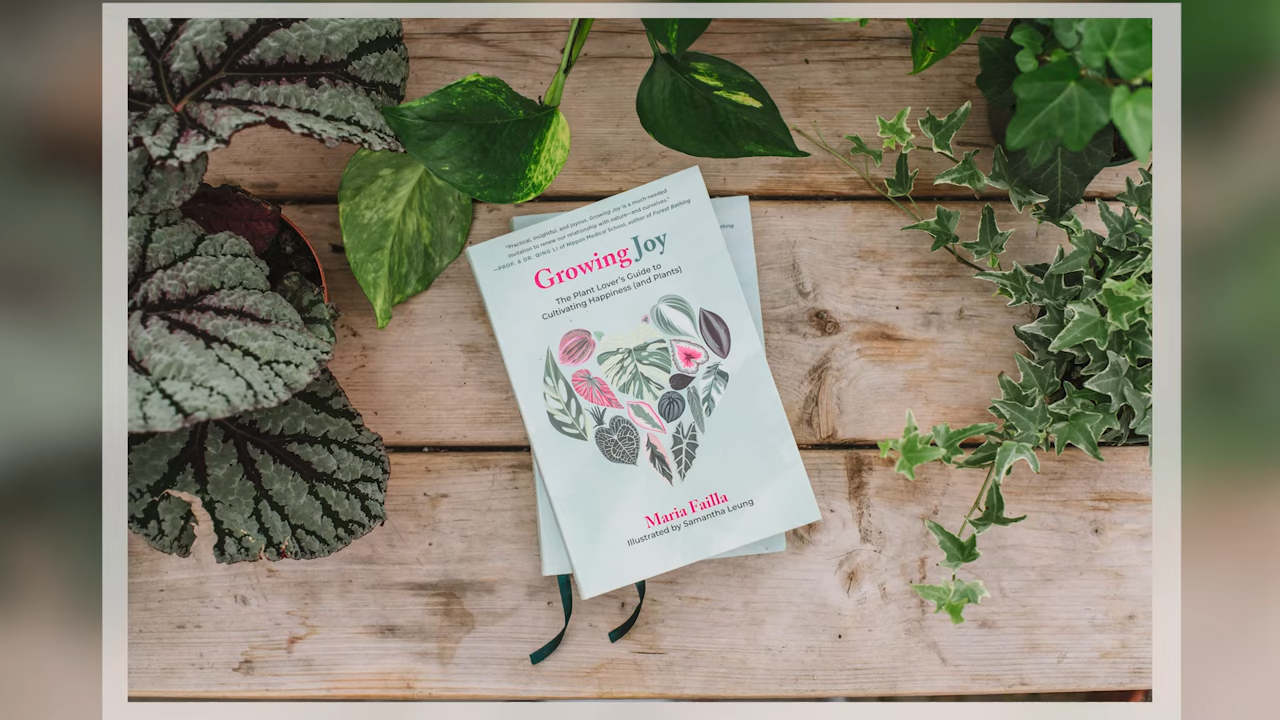 "Practical, insightful, and joyous, Growing Joy is a much-needed
invitation to renew our relationship with nature—and ourselves."
—PROF. & DR. QING LI of Nippon Medical School, author of Forest Bathing
Growing Joy
The Plant Lover's Guide to
Cultivating Happiness (and Plants)
Maria Failla
Illustrated by Samantha Leung